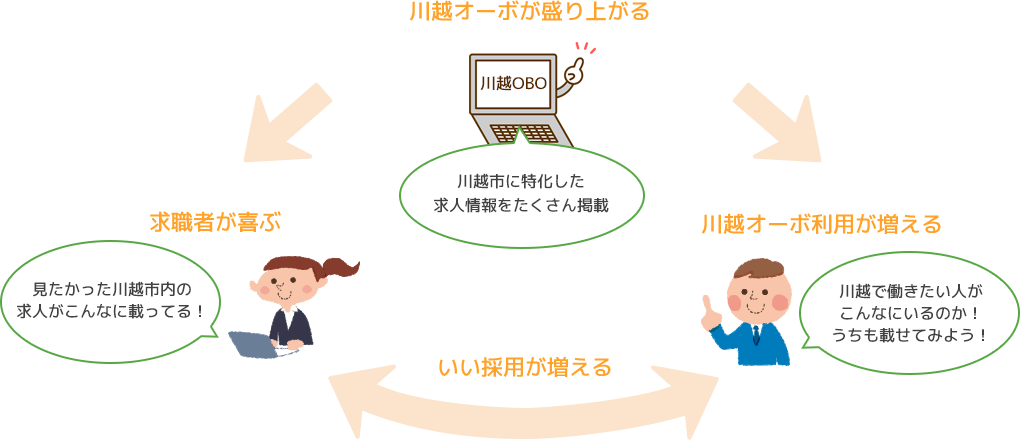 川越オーボが盛り上がる
川越OBO
川越市に特化した
求人情報をたくさん掲載
求職者が喜ぶ
見たかった川越市内の
求人がこんなに載ってる！
川越オーボ利用が増える
川越で働きたい人が
こんなにいるのか！
うちも載せてみよう！
いい採用が増える